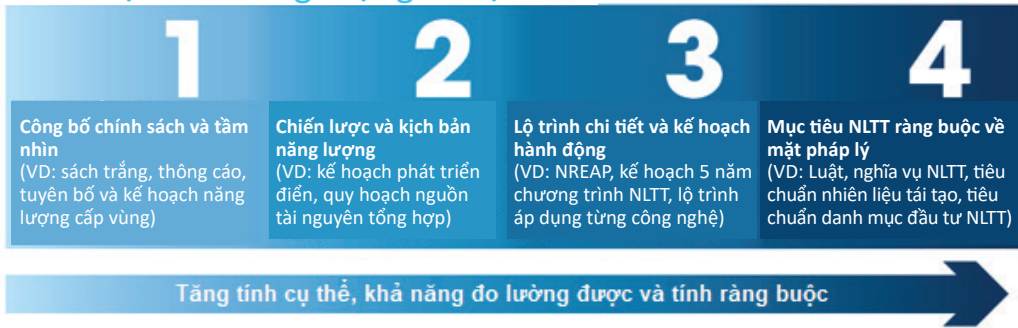 1
Công bố chính sách và tầm
nhìn
(VD: sách trắng, thông cáo,
tuyên bố và kế hoạch năng
lượng cấp vùng)
2
Chiến lược và kịch bản
năng lượng
(VD: kế hoạch phát triển
điển, quy hoạch nguồn
tài nguyên tổng hợp)
3
Lộ trình chi tiết và kế hoạch
hành động
(VD: NREAP, kế hoạch 5 năm
chương trình NLTT, lộ trình
áp dụng từng công nghệ)
4
Mục tiêu NLTT ràng buộc về
mặt pháp lý
(VD: Luật, nghĩa vụ NLTT, tiêu
chuẩn nhiên liệu tái tạo, tiêu
chuẩn danh mục đầu tư NLTT)
Tăng tính cụ thể, khả năng đo lường được và tính ràng buộc